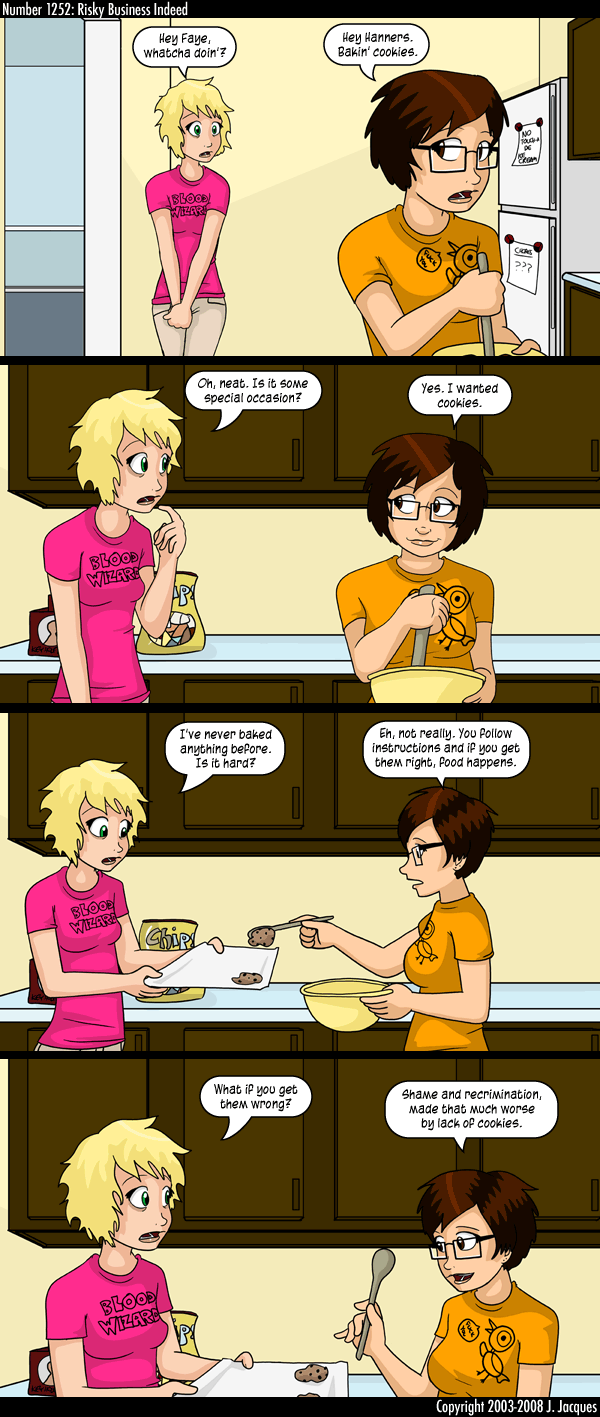 Number 1252: Risky Business Indeed
Hey Faye,
whatcha doin'?
Hey Hanners.
Bakin' cookies.
NO
TOUCH-A
DE
ICE
CREAM
CHORES
???
BLOOD
WIZARD
FUCK
YOU
Oh, neat. Is it some
special occasion?
Yes. I wanted
cookies.
BLOOD
WIZARD
I've never baked
anything before.
Is it hard?
Eh, not really. You follow
instructions and if you get
them right, food happens.
BLOOD
WIZARD
Chip!
What if you get
them wrong?
Shame and recrimination,
made that much worse
by lack of cookies.
BLOOD
WIZARD
Copyright 2003-2008 J. Jacques